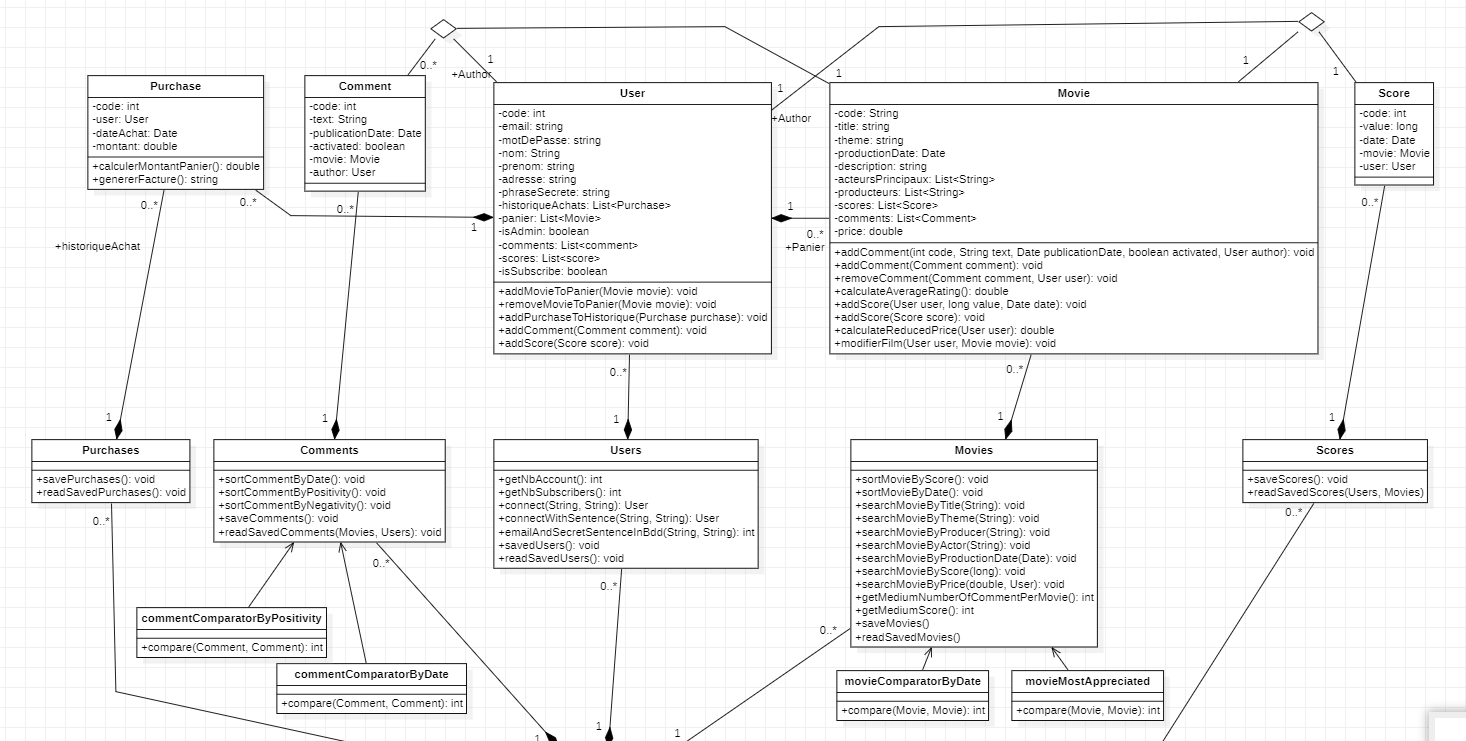 0..*
1
+Author
1
+Author
1
1
1
Purchase
-code: int
-user: User
-dateAchat: Date
-montant: double
+calculerMontantPanier(): double
+genererFacture(): string
Comment
-code: int
-text: String
-publicationDate: Date
-activated: boolean
-movie: Movie
-author: User
User
-code: int
-email: string
-motDePasse: string
-nom: String
-prenom: string
-adresse: string
-phraseSecrete: string
-historiqueAchats: List<Purchase>
-panier: List<Movie>
-isAdmin: boolean
-comments: List<comment>
-scores: List<score>
-isSubscribe: boolean
+addMovieToPanier(Movie movie): void
+removeMovieToPanier(Movie movie): void
+addPurchaseToHistorique(Purchase purchase): void
+addComment(Comment comment): void
+addScore(Score score): void
Movie
-code: String
-title: string
-theme: string
-productionDate: Date
-description: string
-acteursPrincipaux: List<String>
-producteurs: List<String>
-scores: List<Score>
-comments: List<Comment>
-price: double
+addComment(int code, String text, Date publicationDate, boolean activated, User author): void
+addComment(Comment comment): void
+removeComment(Comment comment, User user): void
+calculateAverageRating(): double
+addScore(User user, long value, Date date): void
+addScore(Score score): void
+calculateReducedPrice(User user): double
+modifierFilm(User user, Movie movie): void
Score
-code: int
-value: long
-date: Date
-movie: Movie
-user: User
0..*
0..*
0..*
1
1
0..*
+Panier
0..*
+historiqueAchat
0..*
0..*
1
1
1
1
1
Purchases
+savePurchases(): void
+readSavedPurchases(): void
Comments
+sortCommentByDate(): void
+sortCommentByPositivity(): void
+sortCommentByNegativity(): void
+saveComments(): void
+readSavedComments(Movies, Users): void
Users
+getNbAccount(): int
+getNbSubscribers(): int
+connect(String, String): User
+connectWithSentence(String, String): User
+emailAndSecretSentenceInBdd(String, String): int
+savedUsers(): void
+readSavedUsers(): void
Movies
+sortMovieByScore(): void
+sortMovieByDate(): void
+searchMovieByTitle(String): void
+searchMovieByTheme(String): void
+searchMovieByProducer(String): void
+searchMovieByActor(String): void
+searchMovieByProductionDate(Date): void
+searchMovieByScore(long): void
+searchMovieByPrice(double, User): void
+getMediumNumberOfCommentPerMovie(): int
+getMediumScore(): int
+saveMovies()
+readSavedMovies()
Scores
+saveScores(): void
+readSavedScores(Users, Movies)
0..*
0..*
0..*
0..*
0..*
commentComparatorByPositivity
+compare(Comment, Comment): int
commentComparatorByDate
+compare(Comment, Comment): int
movieComparatorByDate
+compare(Movie, Movie): int
movieMostAppreciated
+compare(Movie, Movie): int
1
1
1